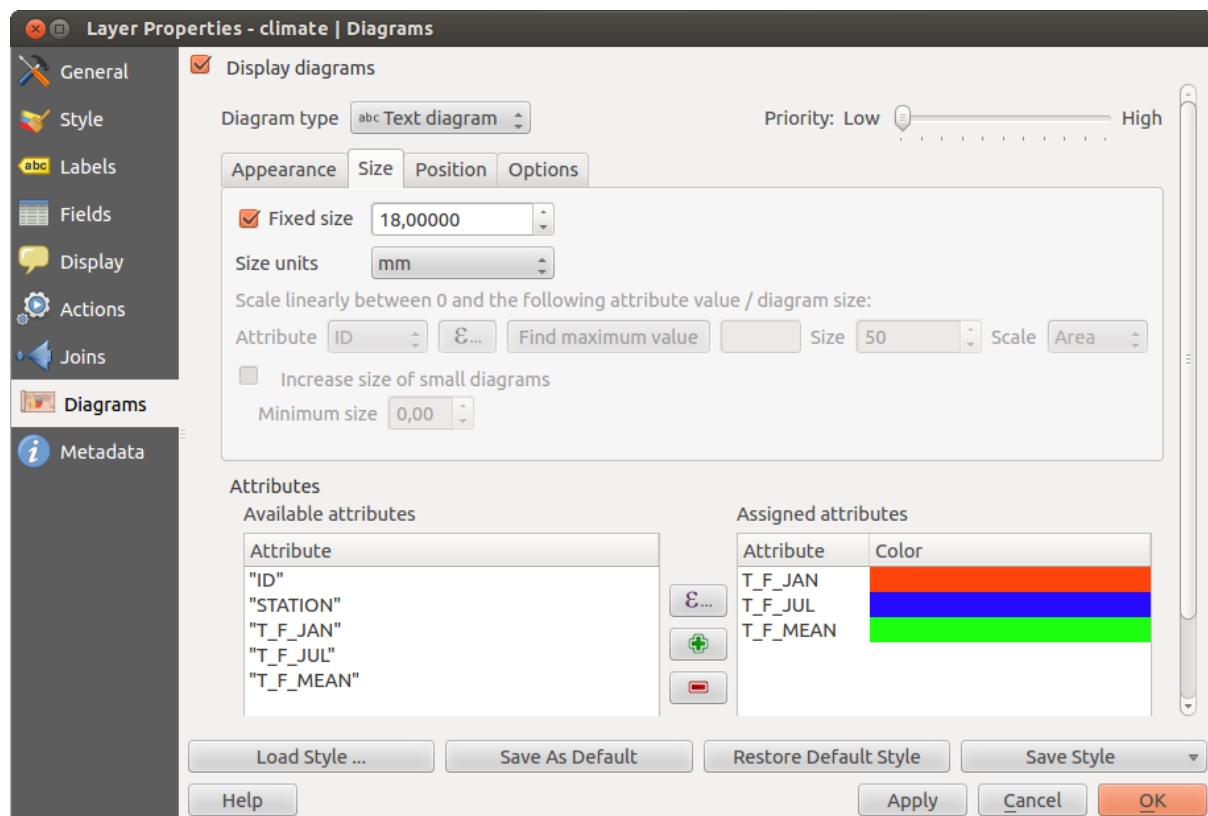 Layer Properties - climate | Diagrams
General
Style
abc Labels
Fields
Display
Actions
Joins
Diagrams
Metadata
Display diagrams
Diagram type abc Text diagram Priority: Low High
Appearance Size Position Options
Fixed size 18,00000
Size units mm
Scale linearly between 0 and the following attribute value / diagram size:
Attribute ID ε... Find maximum value Size 50 Scale Area
Increase size of small diagrams
Minimum size 0,00
Attributes
Available attributes
Attribute
"ID"
"STATION"
"T_F_JAN"
"T_F_JUL"
"T_F_MEAN"
ε...
Assigned attributes
Attribute Color
T_F_JAN
T_F_JUL
T_F_MEAN
Load Style ... Save As Default Restore Default Style Save Style
Help Apply Cancel OK